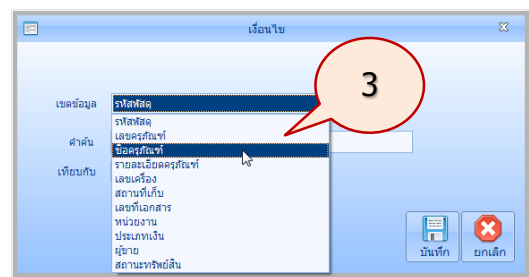 เงื่อนไข
3
เขตข้อมูล
รหัสพัสดุ
รหัสพัสดุ
เลขครุภัณฑ์
คำค้น
ชื่อครุภัณฑ์
รายละเอียดครุภัณฑ์
เทียบกับ
เลขเครื่อง
สถานที่เก็บ
เลขที่เอกสาร
หน่วยงาน
ประเภทเงิน
ผู้ขาย
สถานะทรัพย์สิน
บันทึก
ยกเลิก